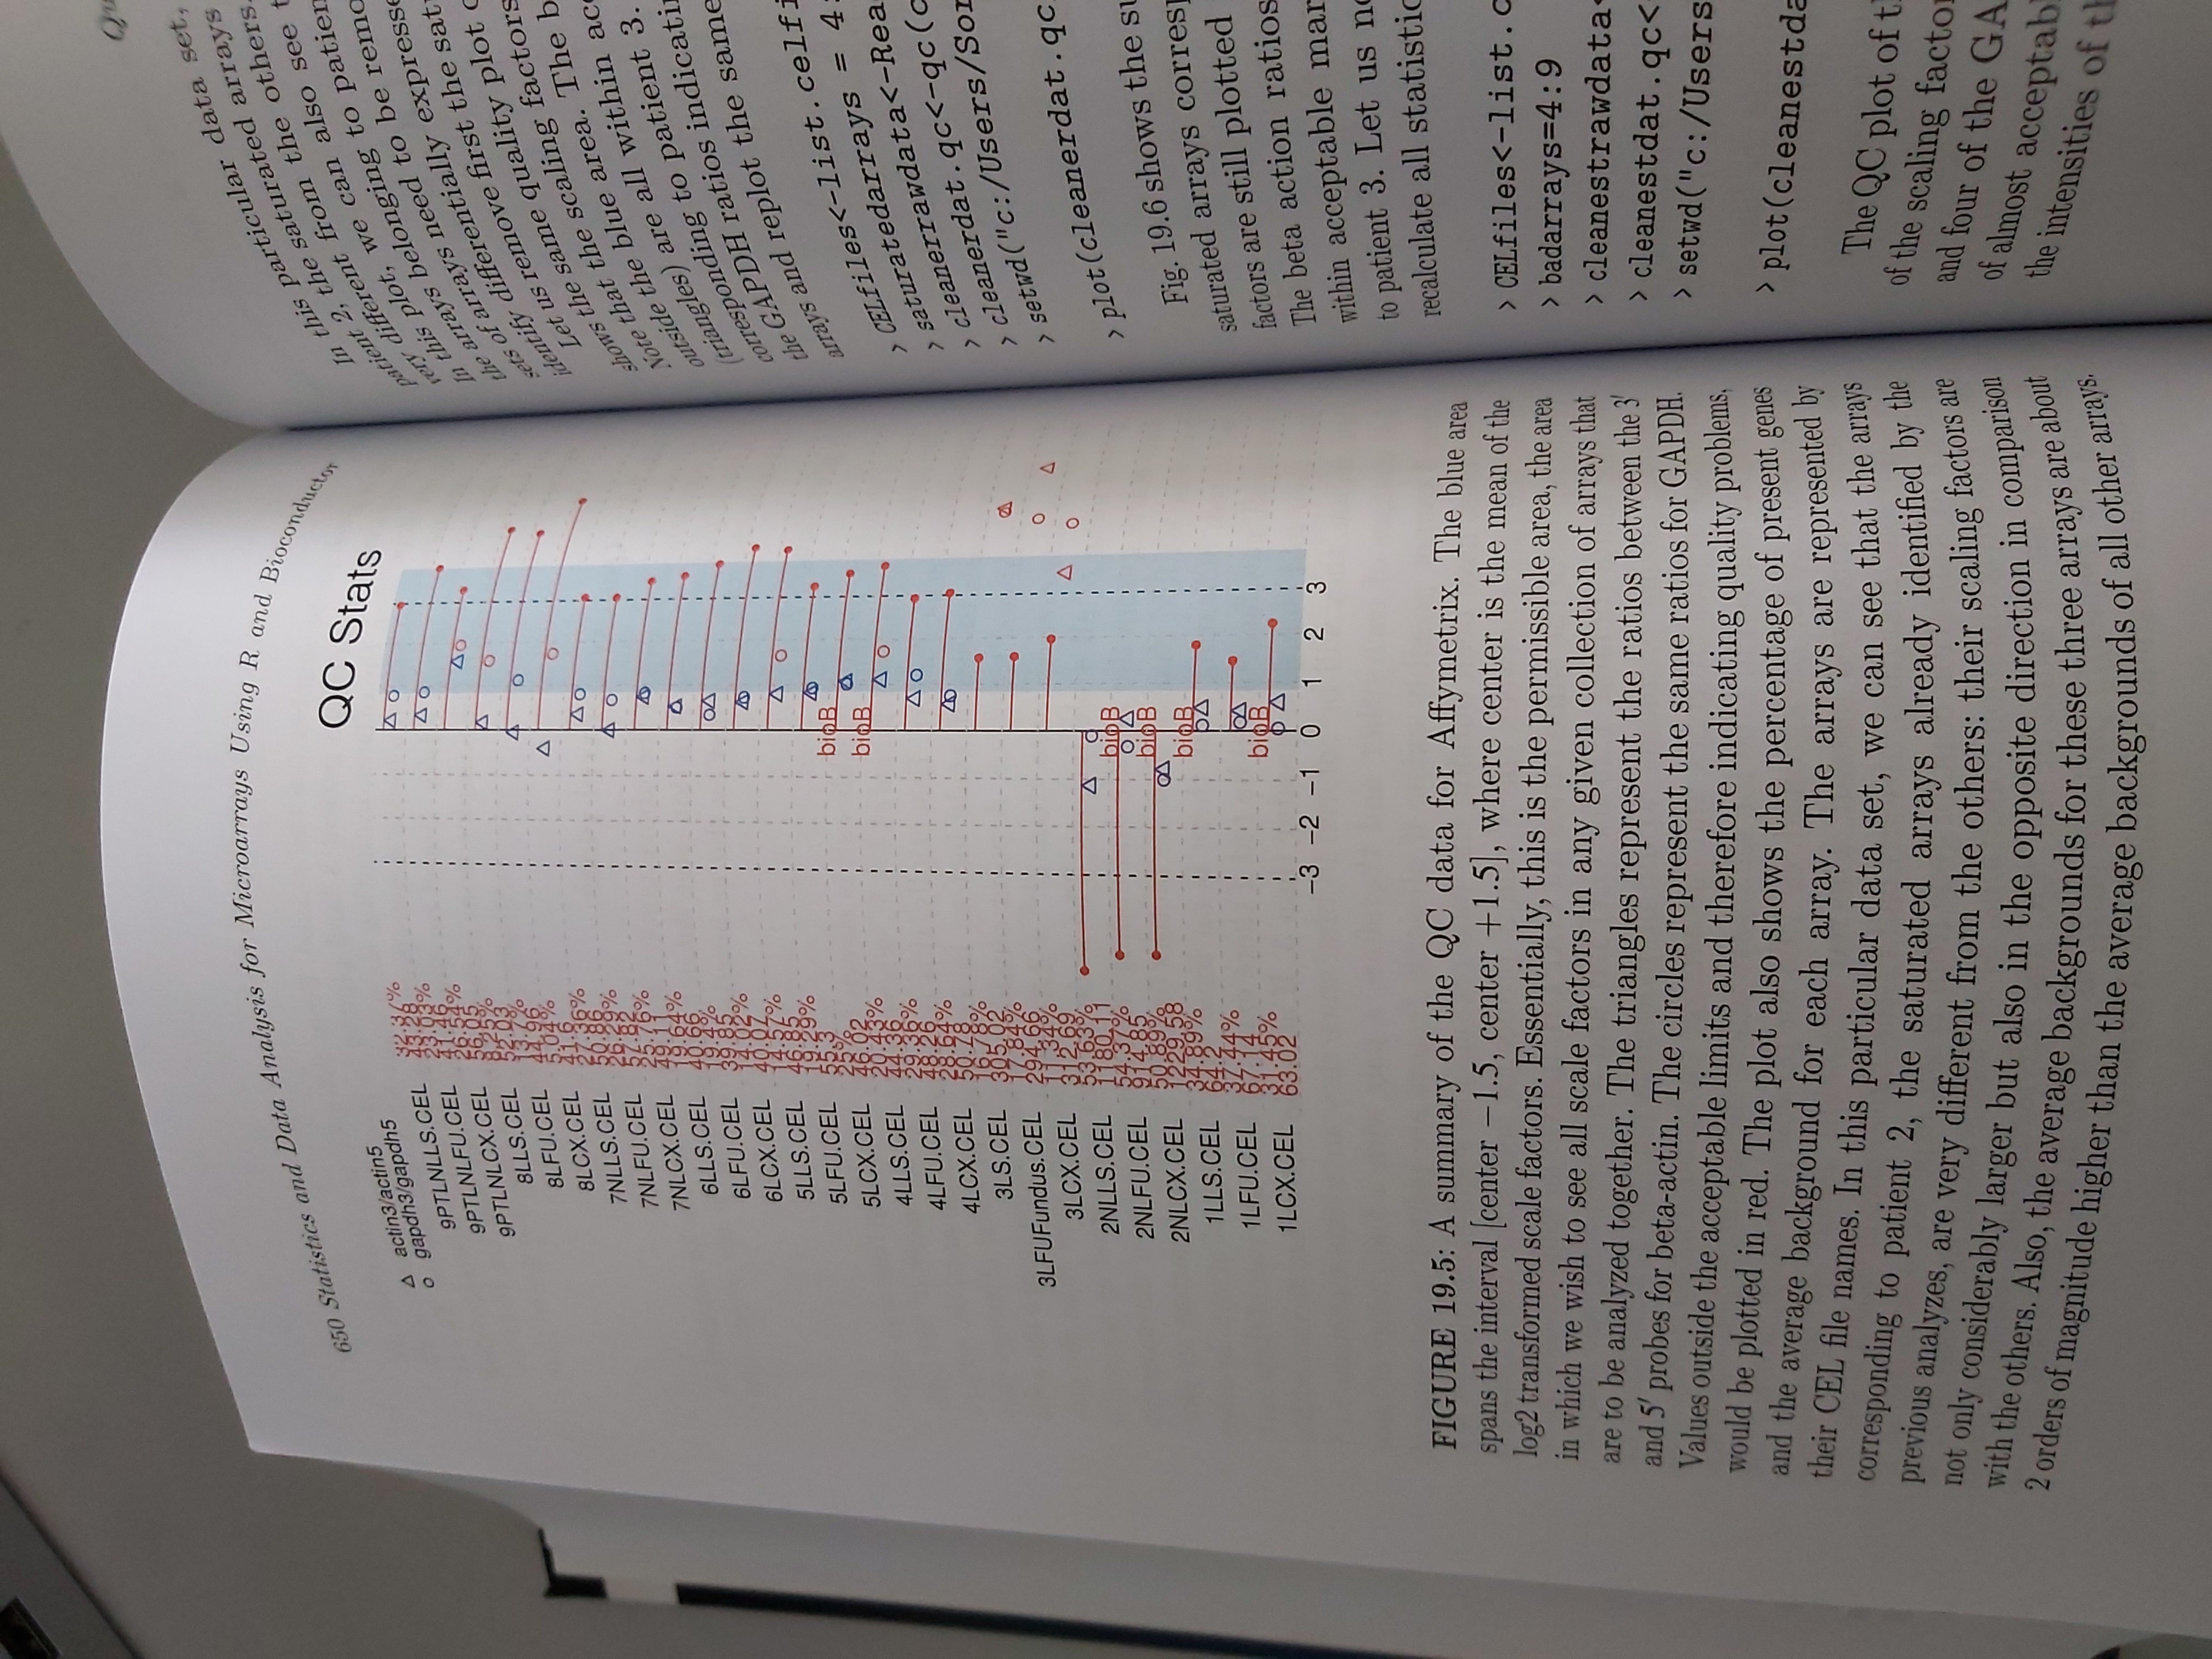 650 Statistics and Data Analysis for Microarrays Using R and Bioconductor
QC Stats
△ actin3/actin5
○ gapdh3/gapdh5
9PTLNLLS.CEL 32.37% 43.28
9PTLNLFU.CEL 23.03% 41.46
9PTLNLCX.CEL 26.54% 56.05
8LLS.CEL 52.03
8LFU.CEL 13.7% 44.96
8LCX.CEL 5.04% 41.6
7NLLS.CEL 27.36% 50.86
7NLFU.CEL 26.29% 57.82
7NLCX.CEL 25.76% 49.11
6LLS.CEL 19.64% 40.66
6LFU.CEL 19.4% 39.85
6LCX.CEL 14.02% 40.07
5LLS.CEL 14.57% 46.85
5LFU.CEL 19.29% 55.3
bioB
5LCX.CEL 25% 46.02
bioB
4LLS.CEL 20.43% 44.36
4LFU.CEL 29.36% 48.26
4LCX.CEL 28.64% 50.78
3LS.CEL 16.78% 305.02
3LFUFundus.CEL 17.84% 294.66
3LCX.CEL 11.34% 312.69
2NLLS.CEL 53.63% 1180.11
bioB
2NLFU.CEL 54.37% 914.85
bioB
2NLCX.CEL 50.89% 1229.58
bioB
1LLS.CEL 34.89% 64.2
1LFU.CEL 37.44% 67.14
bioB
1LCX.CEL 31.45% 63.02
−3 −2 −1 0 1 2 3
FIGURE 19.5: A summary of the QC data for Affymetrix. The blue area
spans the interval [center −1.5, center +1.5], where center is the mean of the
log2 transformed scale factors. Essentially, this is the permissible area, the area
in which we wish to see all scale factors in any given collection of arrays that
are to be analyzed together. The triangles represent the ratios between the 3′
and 5′ probes for beta-actin. The circles represent the same ratios for GAPDH.
Values outside the acceptable limits and therefore indicating quality problems,
would be plotted in red. The plot also shows the percentage of present genes
and the average background for each array. The arrays are represented by
their CEL file names. In this particular data set, we can see that the arrays
corresponding to patient 2, the saturated arrays already identified by the
previous analyzes, are very different from the others: their scaling factors are
not only considerably larger but also in the opposite direction in comparison
with the others. Also, the average backgrounds for these three arrays are about
2 orders of magnitude higher than the average backgrounds of all other arrays.
In this particular data set,
patient 2, the saturated arrays
very different from the others.
In this plot, we can also see
the arrays belonging to
sets of arrays need to be
identify differentially
Let us remove first the
shows the same quality plot
Note that the scaling factors
outside the blue area. The
(triangles) are all within
corresponding to patient 3.
the GAPDH ratios
arrays and replot the same
> CELfiles<-list.celfi
> saturatedarrays = 4:
> cleanerrawdata<-Rea
> cleanerdat.qc<-qc(c
> setwd("c:/Users/Sor
> plot(cleanerdat.qc
Fig. 19.6 shows the
saturated arrays
factors are still plotted
The beta action ratios
within acceptable
to patient 3. Let us
recalculate all
> CELfiles<-list.c
> badarrays=4:9
> cleanestrawdata<
> cleanestdat.qc<
> setwd("c:/Users
> plot(cleanestda
The QC plot of
of the scaling
and four of the
of almost
the intensities of